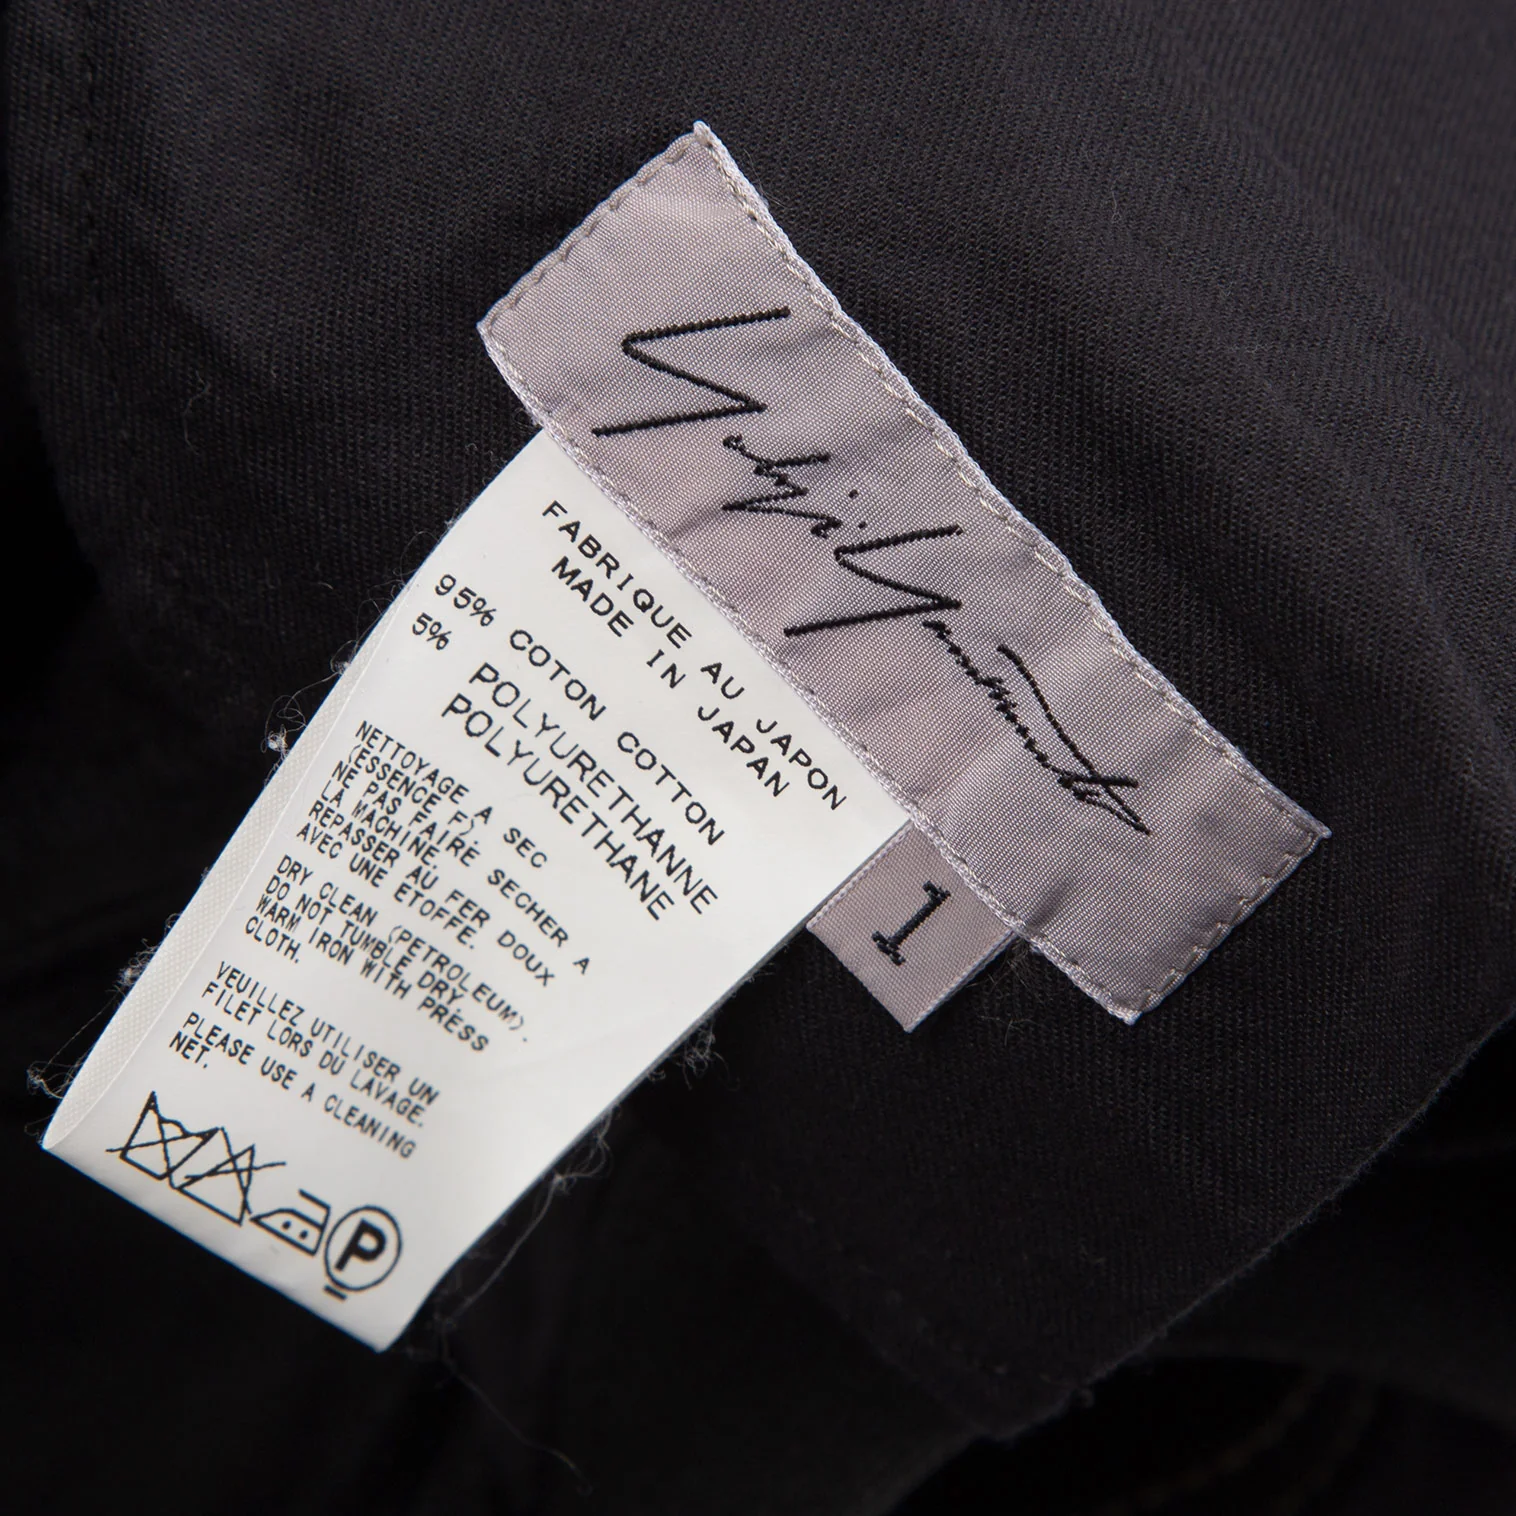 Yohji Yamamoto
1
FABRIQUE AU JAPON
MADE IN JAPAN
95% COTON COTTON
5% POLYURETHANNE
POLYURETHANE
NETTOYAGE A SEC
(ESSENCE F).
NE PAS FAIRE SECHER A
LA MACHINE.
REPASSER AU FER DOUX
AVEC UNE ETOFFE.
DRY CLEAN (PETROLEUM).
DO NOT TUMBLE DRY.
WARM IRON WITH PRESS
CLOTH.
VEUILLEZ UTILISER UN
FILET LORS DU LAVAGE.
PLEASE USE A CLEANING
NET.
P